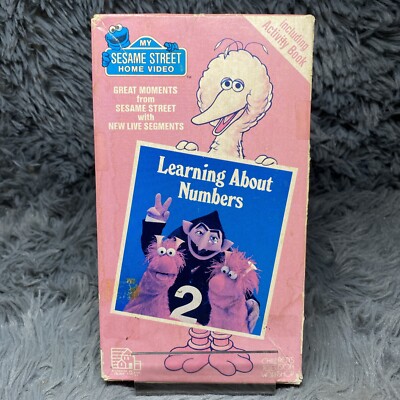 MY
SESAME STREET
HOME VIDEO
™
Including
Activity Book
GREAT MOMENTS
from
SESAME STREET
with
NEW LIVE SEGMENTS
Learning About
Numbers
2